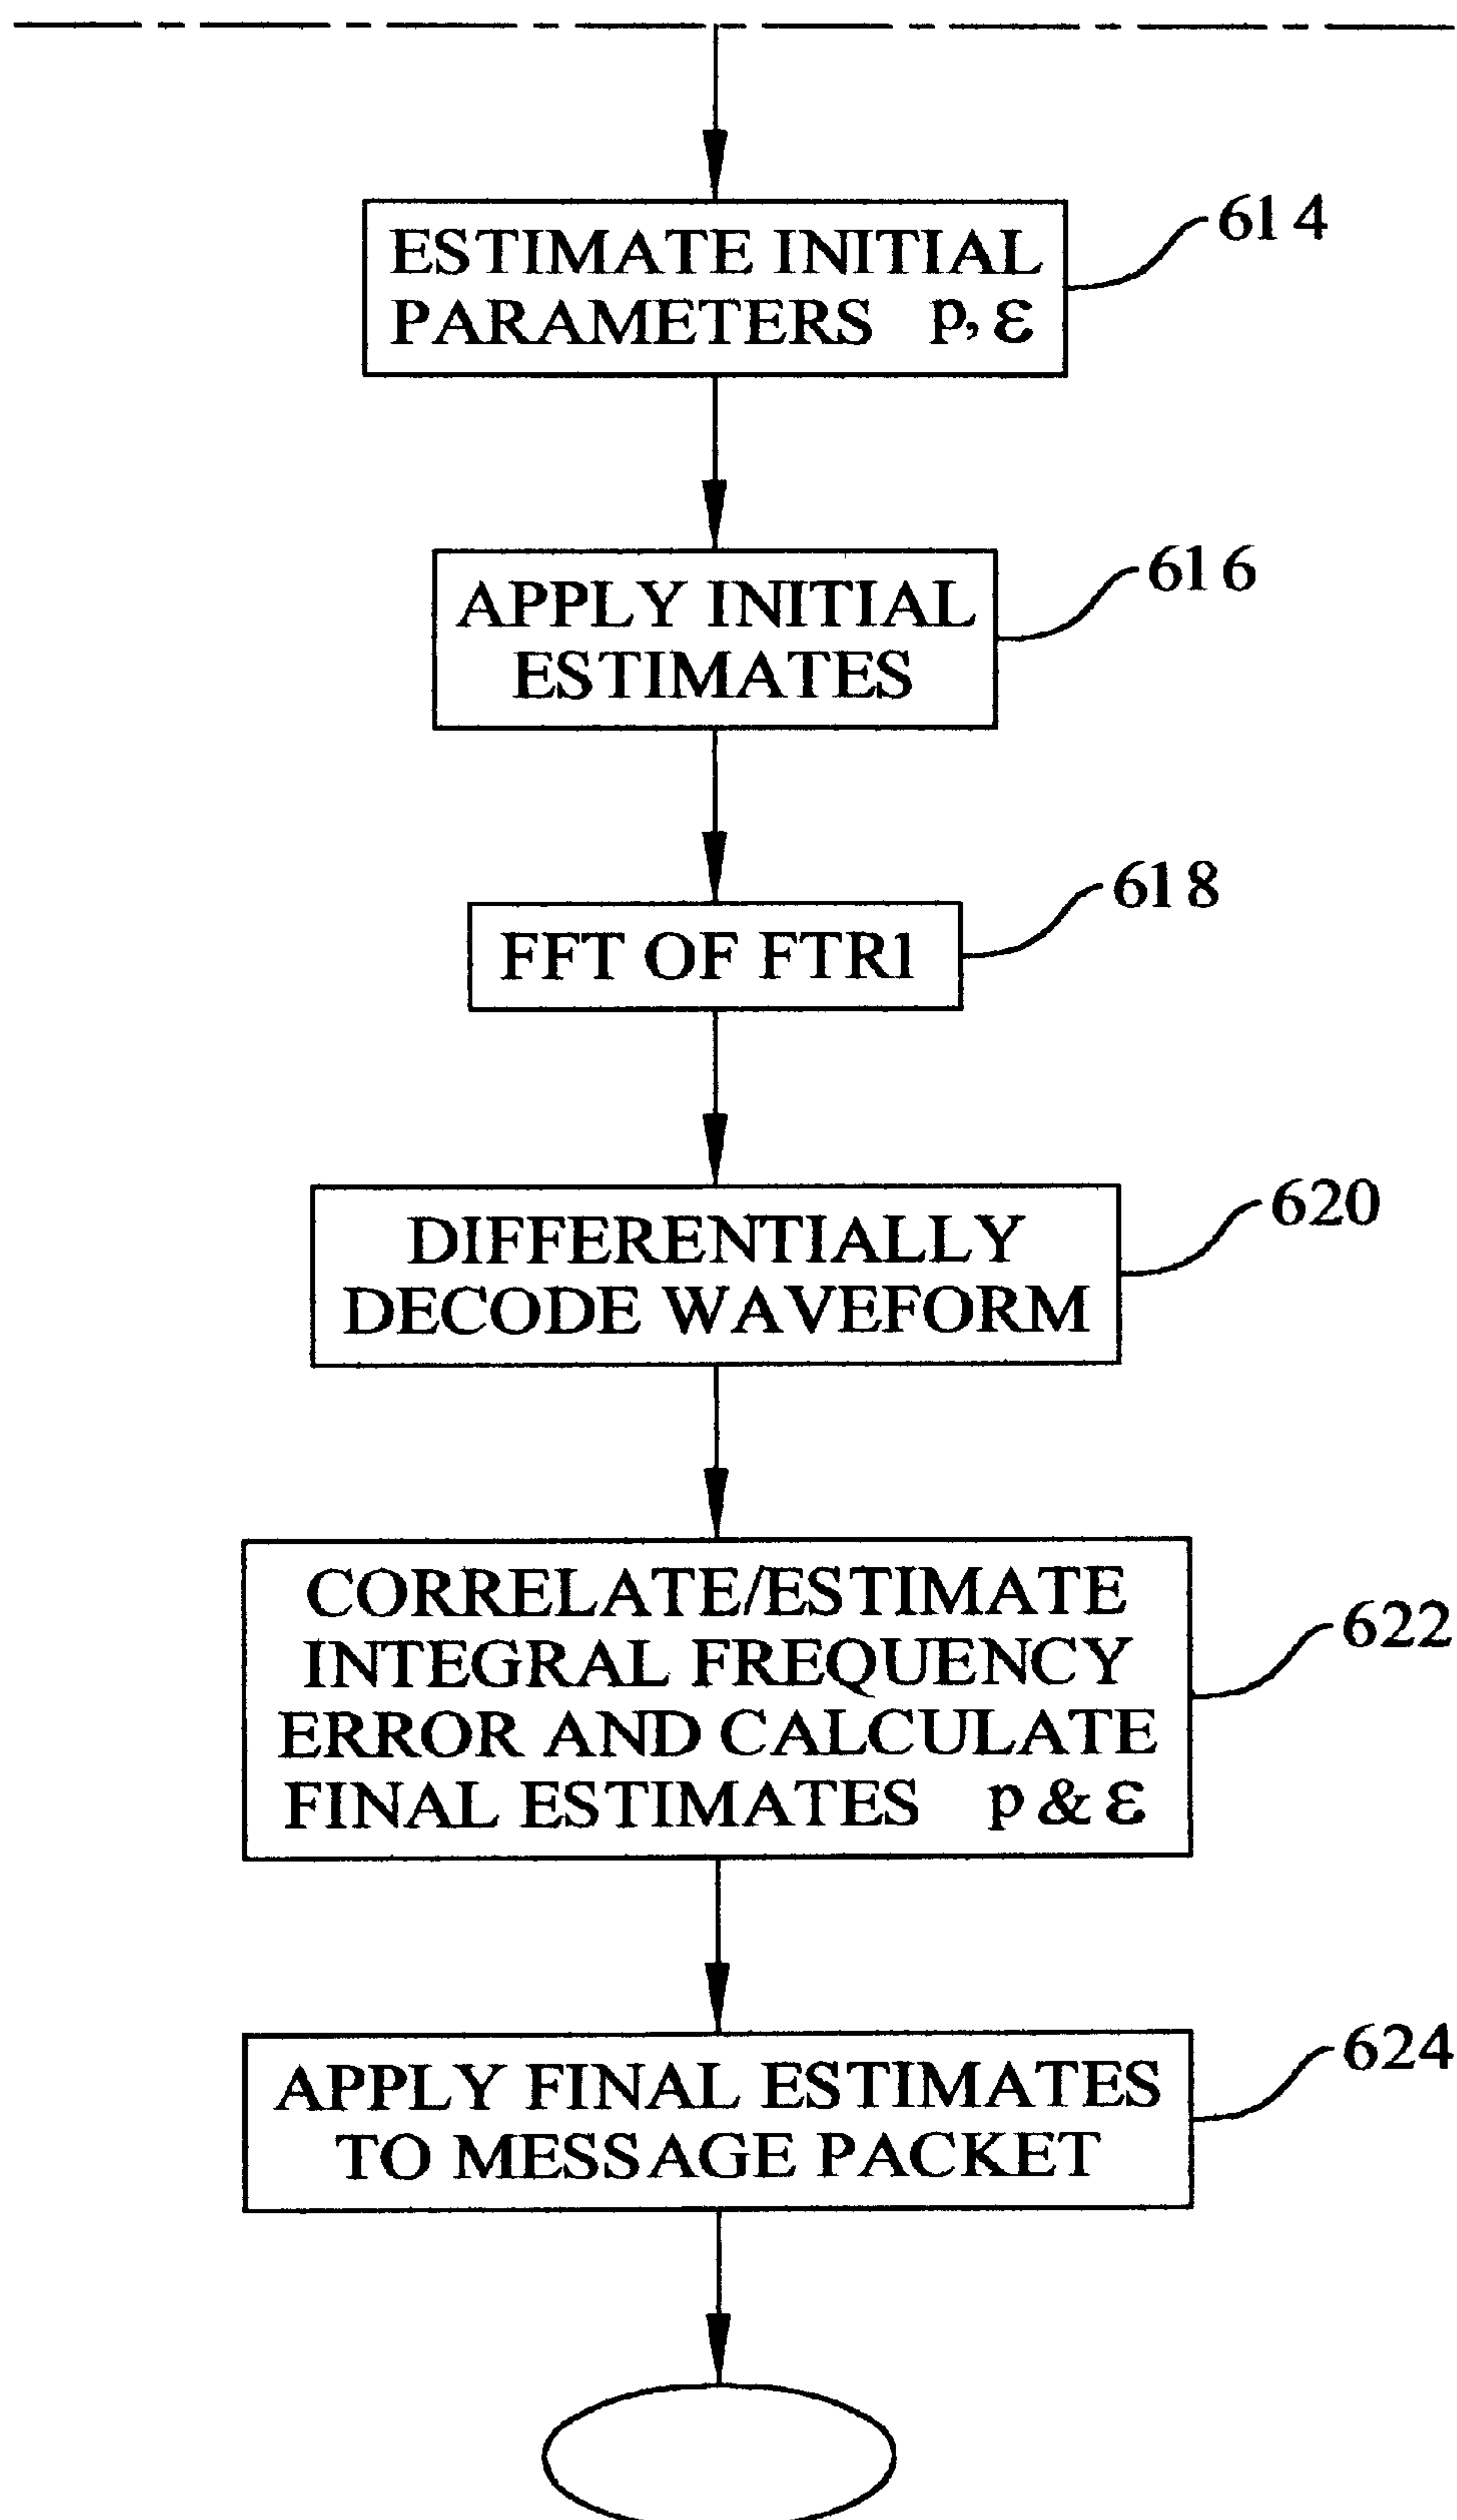 614
ESTIMATE INITIAL
PARAMETERS p, ε
616
APPLY INITIAL
ESTIMATES
618
FFT OF FTR1
620
DIFFERENTIALLY
DECODE WAVEFORM
CORRELATE/ESTIMATE
622
INTEGRAL FREQUENCY
ERROR AND CALCULATE
FINAL ESTIMATES p & ε
624
APPLY FINAL ESTIMATES
TO MESSAGE PACKET